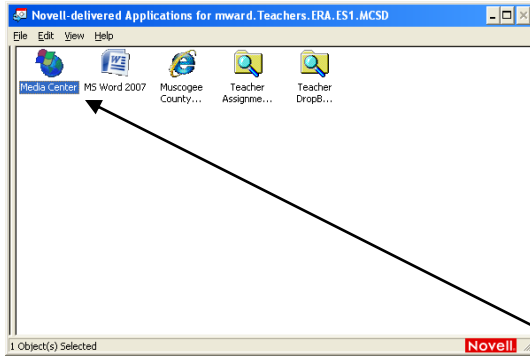 Novell-delivered Applications for mward.Teachers.ERA.ES1.MCSD
File Edit View Help
Media Center MS Word 2007 Muscogee Teacher Teacher
County... Assignme... DropB...
1 Object(s) Selected Novell.